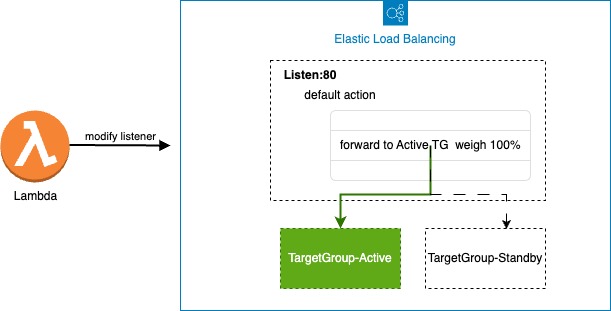 Elastic Load Balancing
Listen:80
default action
forward to Active TG weigh 100%
modify listener
Lambda
TargetGroup-Active
TargetGroup-Standby